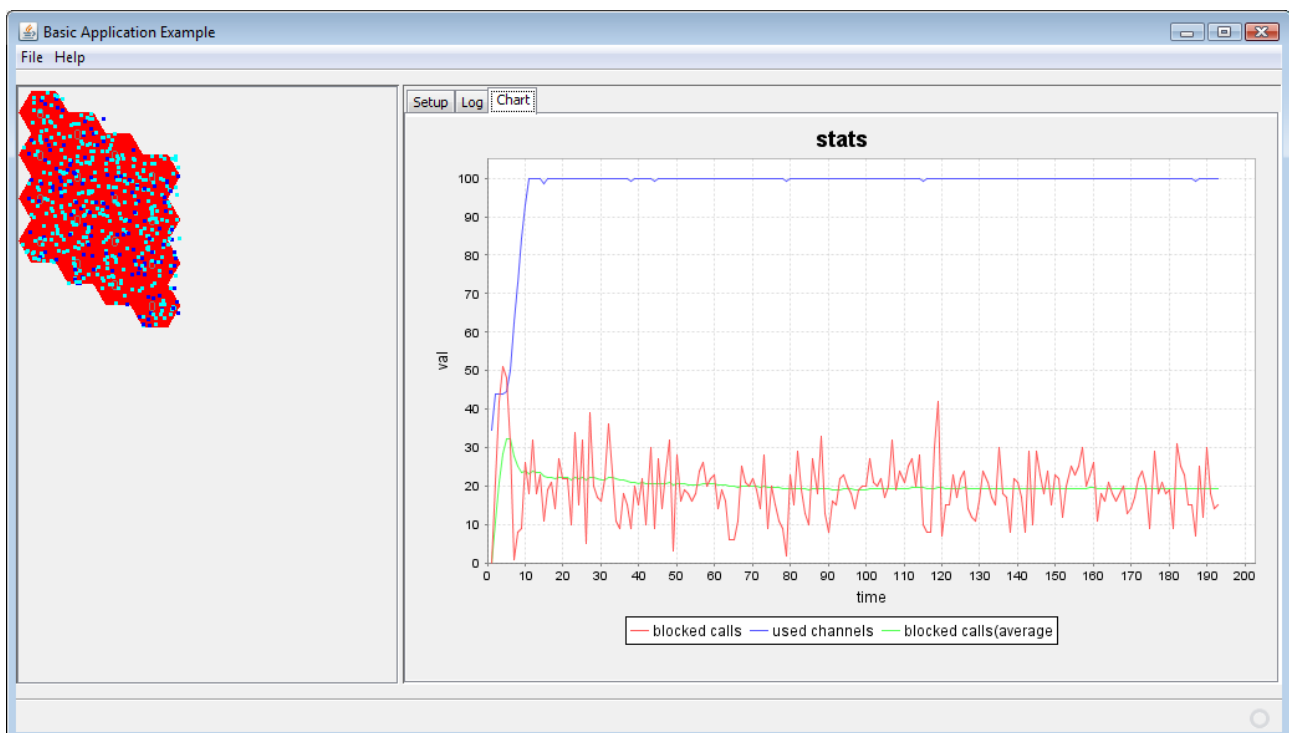 Basic Application Example
File Help
Setup Log Chart
stats
100
90
80
70
60
50
40
30
20
10
0
val
0 10 20 30 40 50 60 70 80 90 100 110 120 130 140 150 160 170 180 190 200
time
blocked calls used channels blocked calls(average